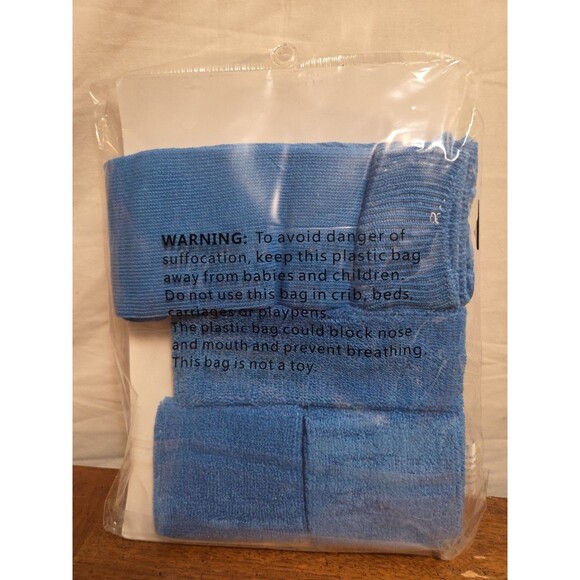 WARNING: To avoid danger of
suffocation, keep this plastic bag
away from babies and children.
Do not use this bag in crib, beds,
carriages or playpens.
The plastic bag could block nose
and mouth and prevent breathing.
This bag is not a toy.